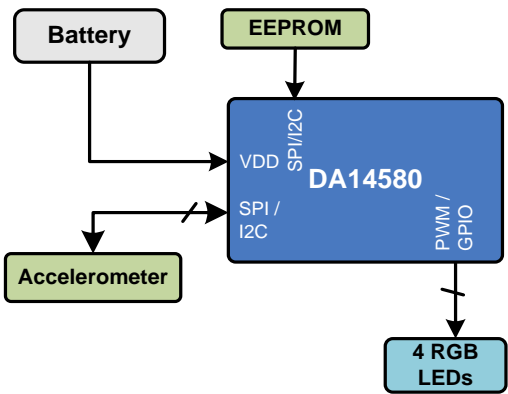 Battery
EEPROM
SPI/I2C
VDD
DA14580
SPI /
I2C
PWM /
GPIO
Accelerometer
4 RGB
LEDs